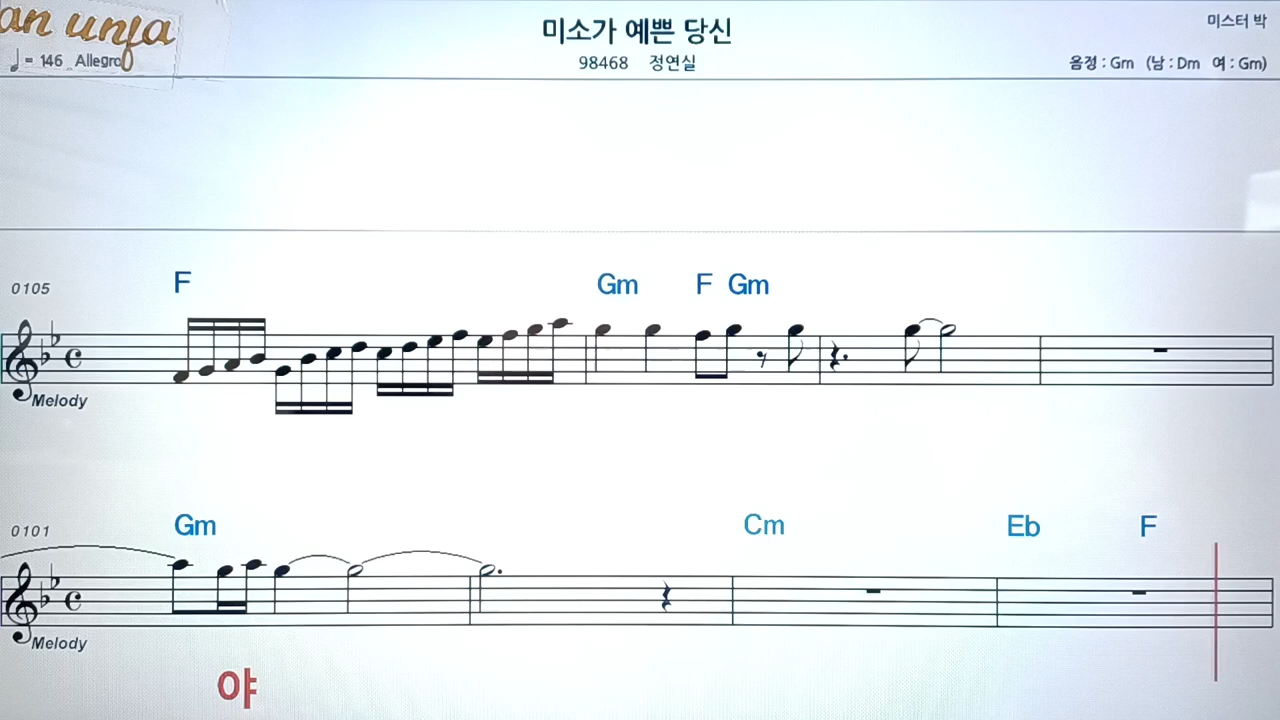 an unja
미소가 예쁜 당신
미스터 박
♩ = 146 Allegro
98468 정연실
음정 : Gm (남 : Dm 여 : Gm)
F Gm F Gm
0105
Melody
Gm Cm Eb F
0101
Melody
야